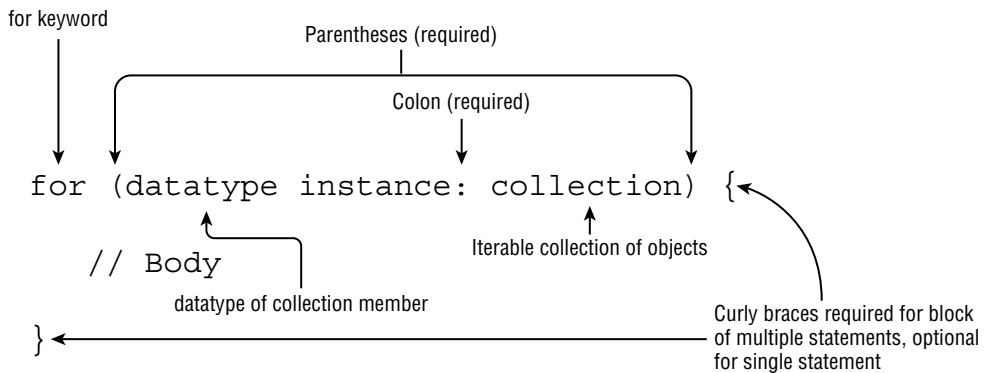 for keyword
Parentheses (required)
Colon (required)
for (datatype instance: collection) {
Iterable collection of objects
// Body
datatype of collection member
Curly braces required for block
of multiple statements, optional
for single statement
}